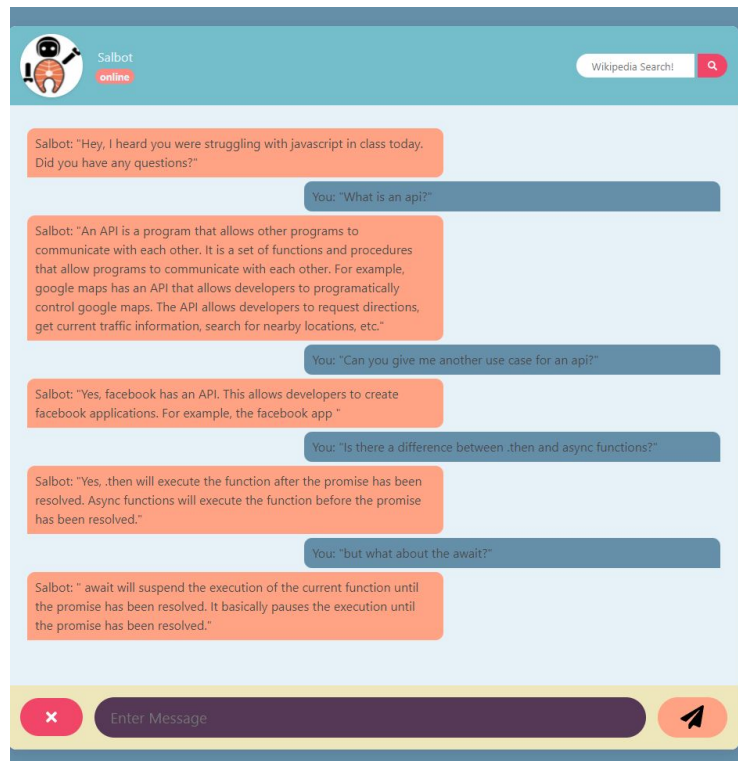 Salbot
online
Wikipedia Search!
Salbot: "Hey, I heard you were struggling with javascript in class today.
Did you have any questions?"
You: "What is an api?"
Salbot: "An API is a program that allows other programs to
communicate with each other. It is a set of functions and procedures
that allow programs to communicate with each other. For example,
google maps has an API that allows developers to programatically
control google maps. The API allows developers to request directions,
get current traffic information, search for nearby locations, etc."
You: "Can you give me another use case for an api?"
Salbot: "Yes, facebook has an API. This allows developers to create
facebook applications. For example, the facebook app "
You: "Is there a difference between .then and async functions?"
Salbot: "Yes, .then will execute the function after the promise has been
resolved. Async functions will execute the function before the promise
has been resolved."
You: "but what about the await?"
Salbot: " await will suspend the execution of the current function until
the promise has been resolved. It basically pauses the execution until
the promise has been resolved."
Enter Message